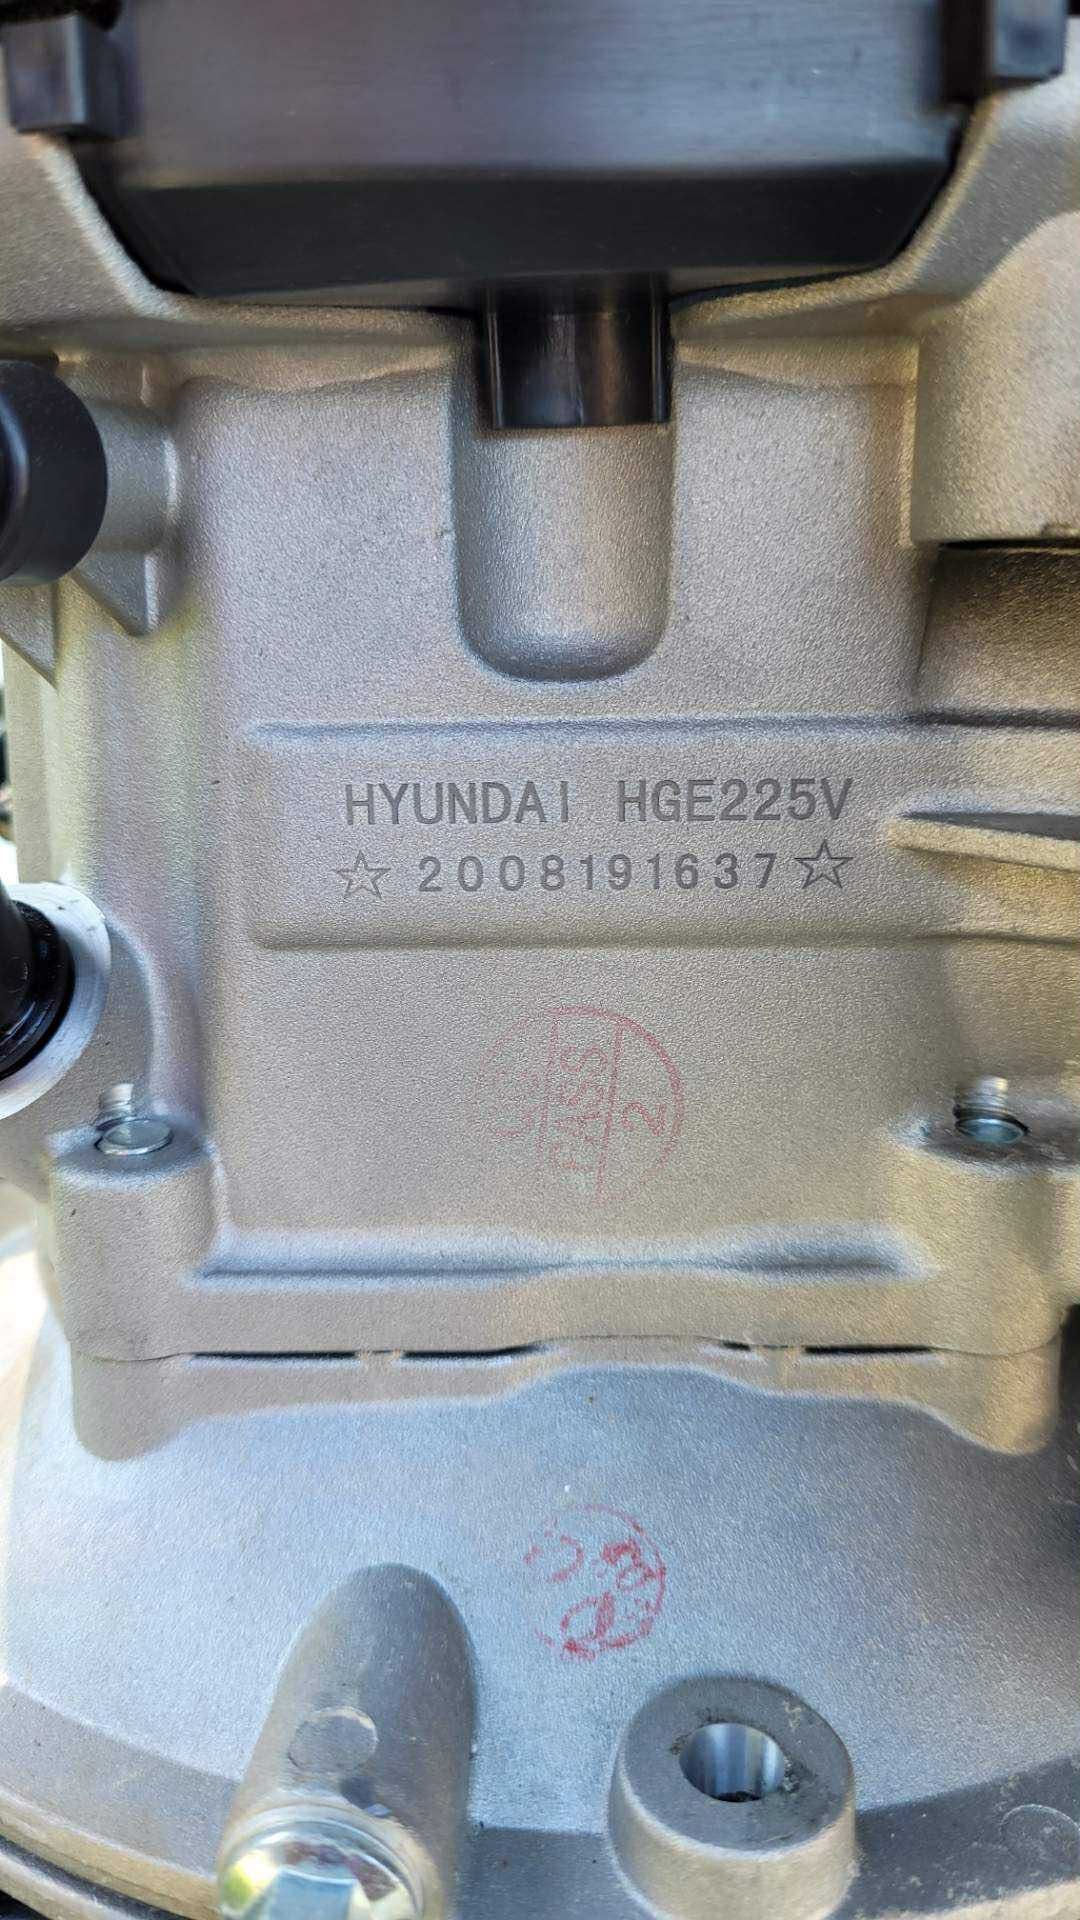 HYUNDAI HGE225V
☆2008191637☆
PASS
2